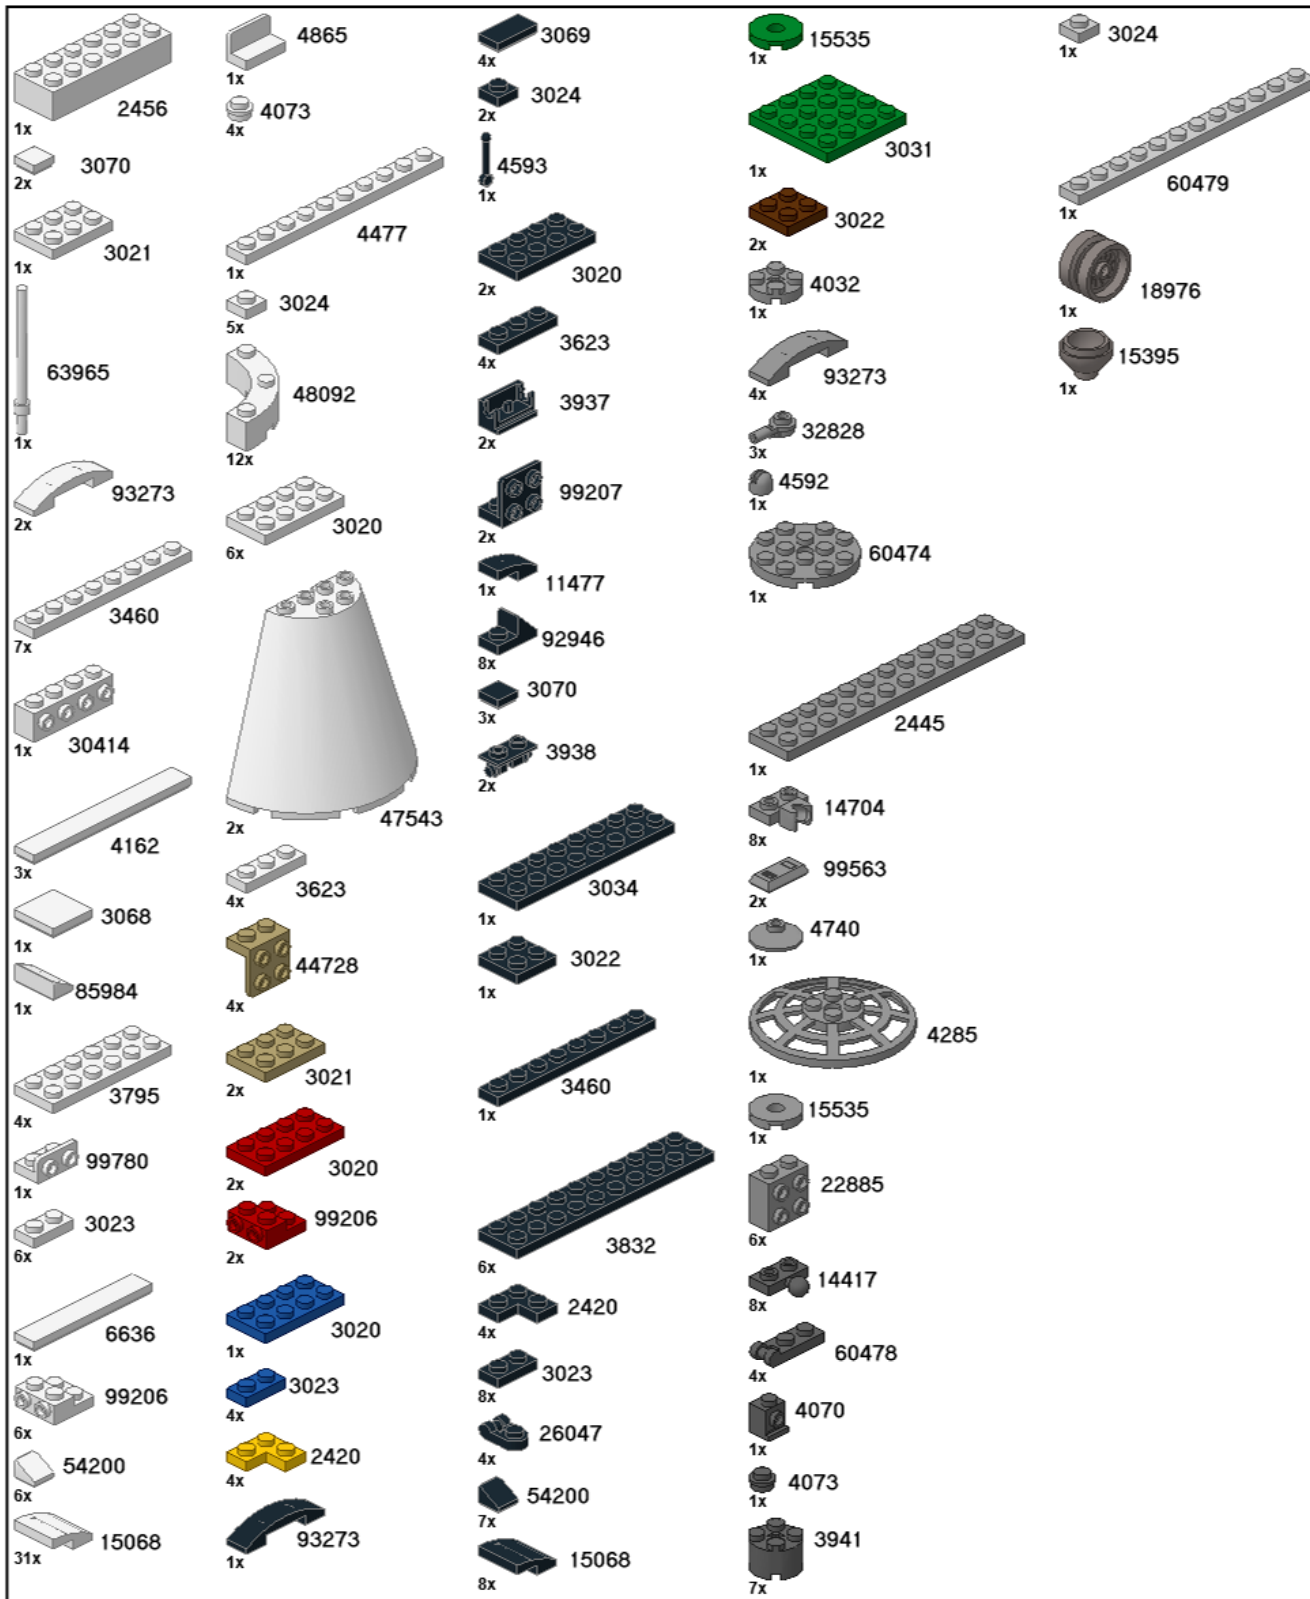 2456
1x
3070
2x
3021
1x
63965
1x
93273
2x
3460
7x
30414
1x
4162
3x
3068
1x
85984
1x
3795
4x
99780
1x
3023
6x
6636
1x
99206
6x
54200
6x
15068
31x
4865
1x
4073
4x
4477
1x
3024
5x
48092
12x
3020
6x
47543
2x
3623
4x
44728
4x
3021
2x
3020
2x
99206
2x
3020
1x
3023
4x
2420
4x
93273
1x
3069
4x
3024
2x
4593
1x
3020
2x
3623
4x
3937
2x
99207
2x
11477
1x
92946
8x
3070
3x
3938
2x
3034
1x
3022
1x
3460
1x
3832
6x
2420
4x
3023
8x
26047
4x
54200
7x
15068
8x
15535
1x
3031
1x
3022
2x
4032
1x
93273
4x
32828
3x
4592
1x
60474
1x
2445
1x
14704
8x
99563
2x
4740
1x
4285
1x
15535
1x
22885
6x
14417
8x
60478
4x
4070
1x
4073
1x
3941
7x
3024
1x
60479
1x
18976
1x
15395
1x